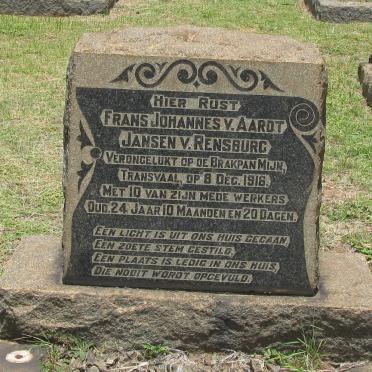 Hier Rust
Frans Johannes v. Aardt
Jansen v. Rensburg
Verongelukt op de Brakpan Mijn,
Transvaal, op 8 Dec. 1918.
Met 10 van zijn mede werkers
Oud 24 Jaar 10 Maanden en 20 Dagen.
Een licht is uit ons huis gegaan,
Een zoete stem gestild,
Een plaats is ledig in ons huis,
Die nooit wordt opgevuld.